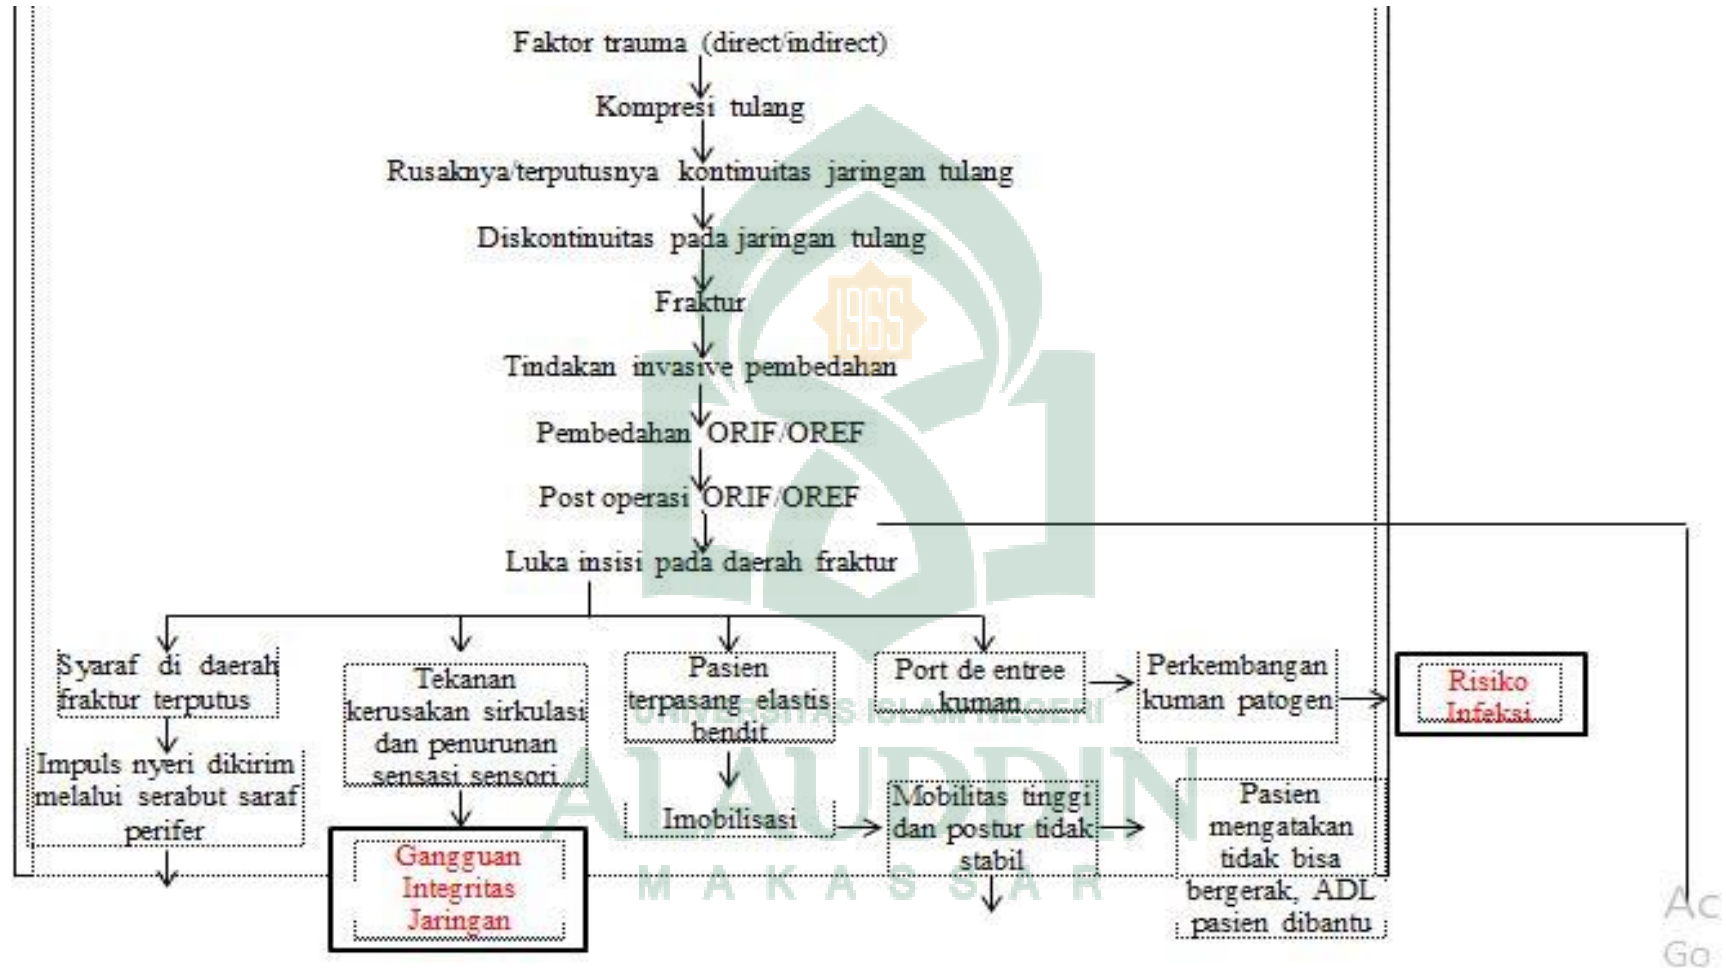 Faktor trauma (direct/indirect)
Kompresi tulang
Rusaknya/terputusnya kontinuitas jaringan tulang
Diskontinuitas pada jaringan tulang
Fraktur
Tindakan invasive pembedahan
Pembedahan ORIF/OREF
Post operasi ORIF/OREF
Luka insisi pada daerah fraktur
Syaraf di daerah
fraktur terputus
Impuls nyeri dikirim
melalui serabut saraf
perifer
Tekanan
kerusakan sirkulasi
dan penurunan
sensasi sensori
Gangguan
Integritas
Jaringan
Pasien
terpasang elastis
bendit
Imobilisasi
Port de entree
kuman
Mobilitas tinggi
dan postur tidak
stabil
Perkembangan
kuman patogen
Pasien
mengatakan
tidak bisa
bergerak, ADL
pasien dibantu
Risiko
Infeksi
1965
UNIVERSITAS ISLAM NEGERI
ALAUDDIN
MAKASSAR
Ac
Go